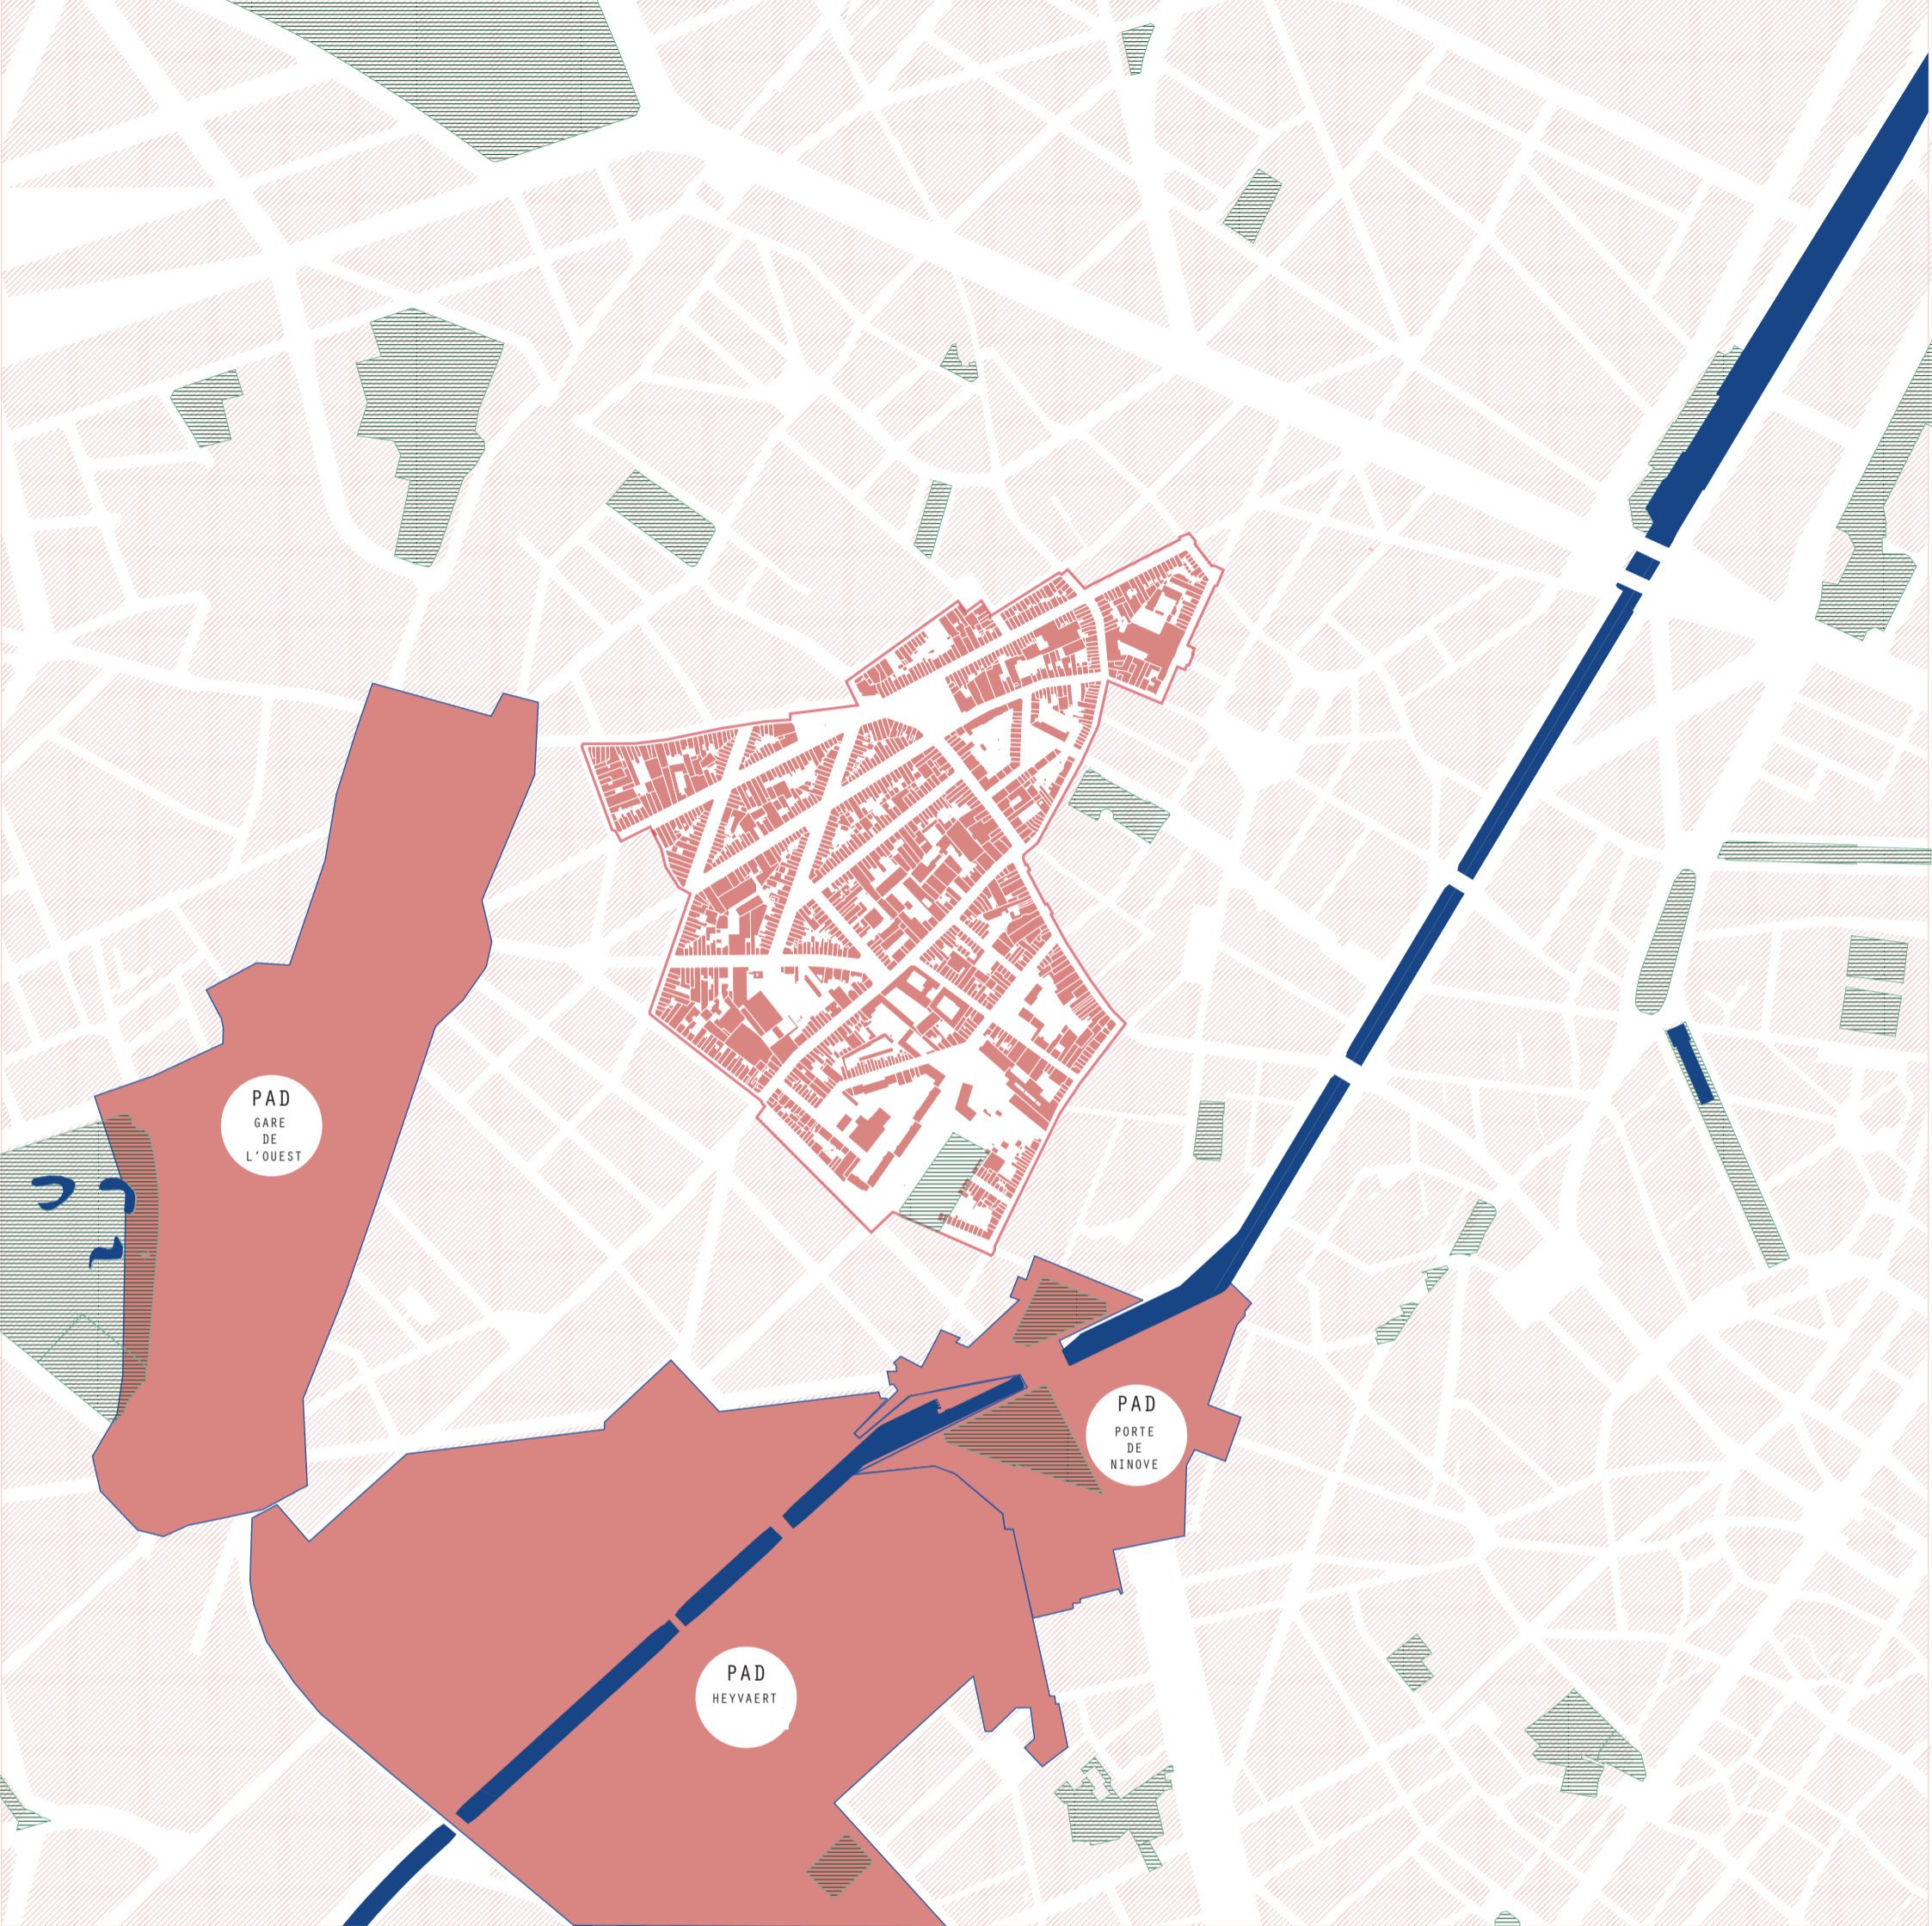 PAD
GARE
DE
L'OUEST
PAD
PORTE
DE
NINOVE
PAD
HEYVAERT